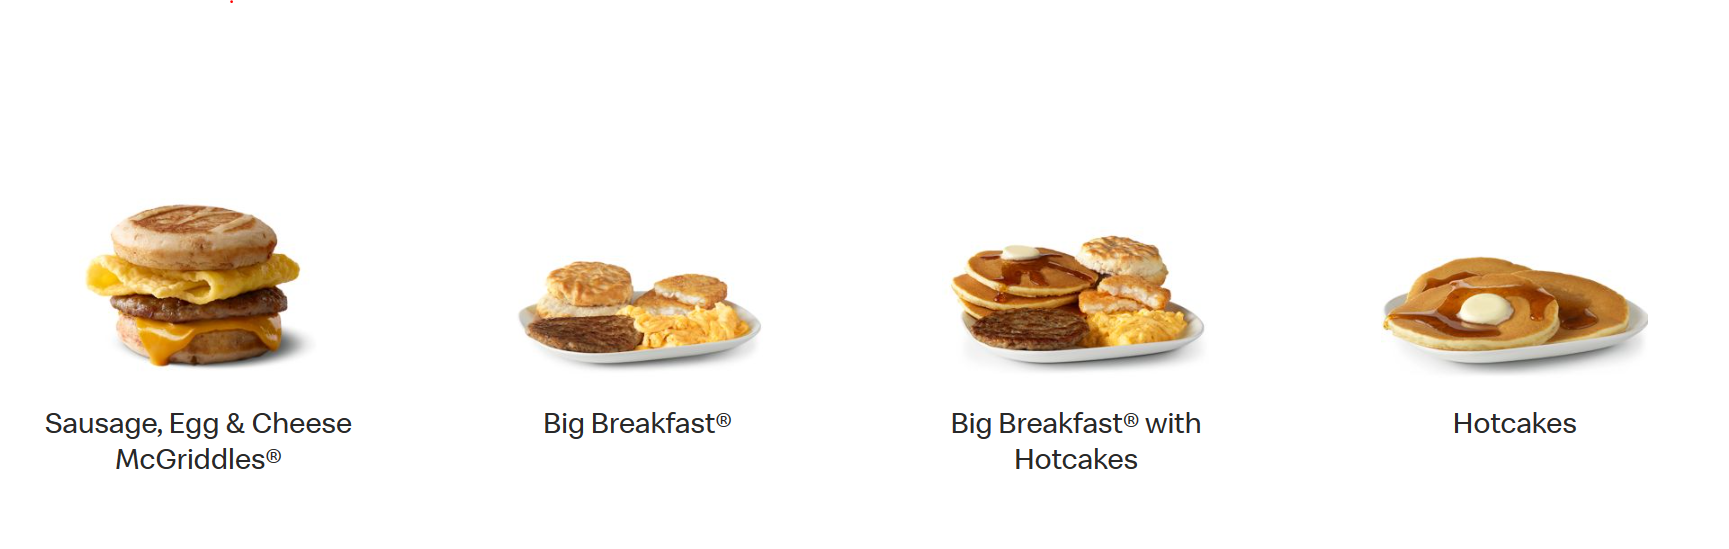 Sausage, Egg & Cheese
McGriddles®
Big Breakfast®
Big Breakfast® with
Hotcakes
Hotcakes